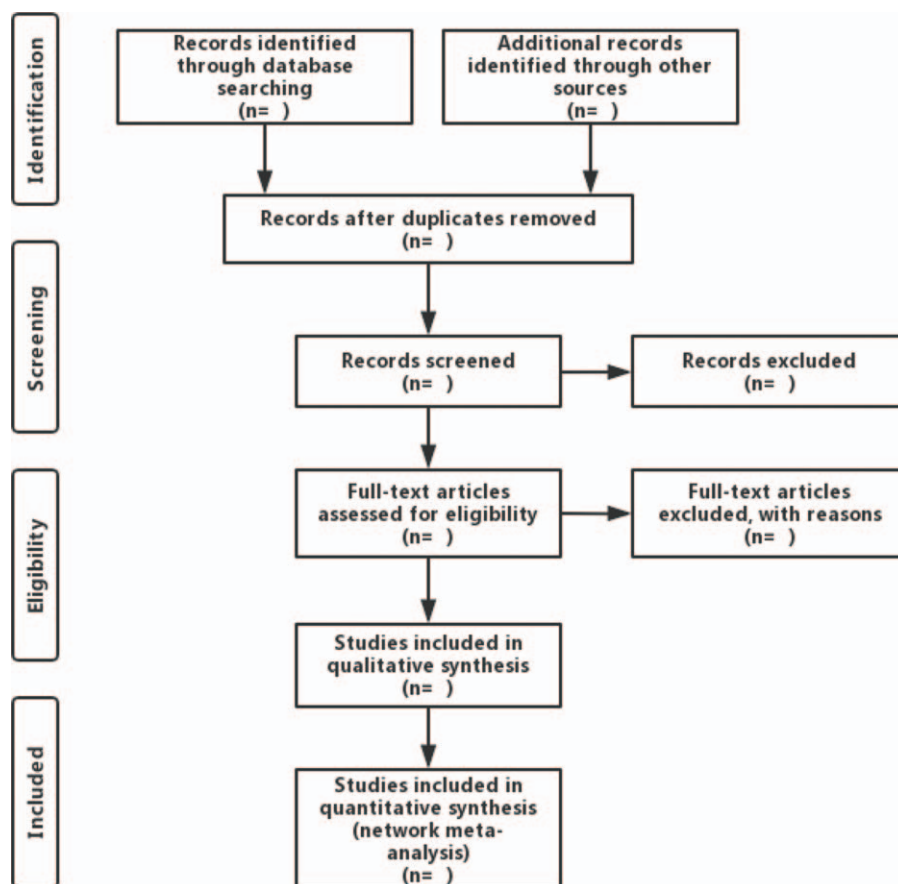 Identification
Records identified
through database
searching
(n=  )
Additional records
identified through other
sources
(n=  )
Records after duplicates removed
(n=  )
Screening
Records screened
(n=  )
Records excluded
(n=  )
Eligibility
Full-text articles
assessed for eligibility
(n=  )
Full-text articles
excluded, with reasons
(n=  )
Studies included in
qualitative synthesis
(n=  )
Included
Studies included in
quantitative synthesis
(network meta-
analysis)
(n=  )